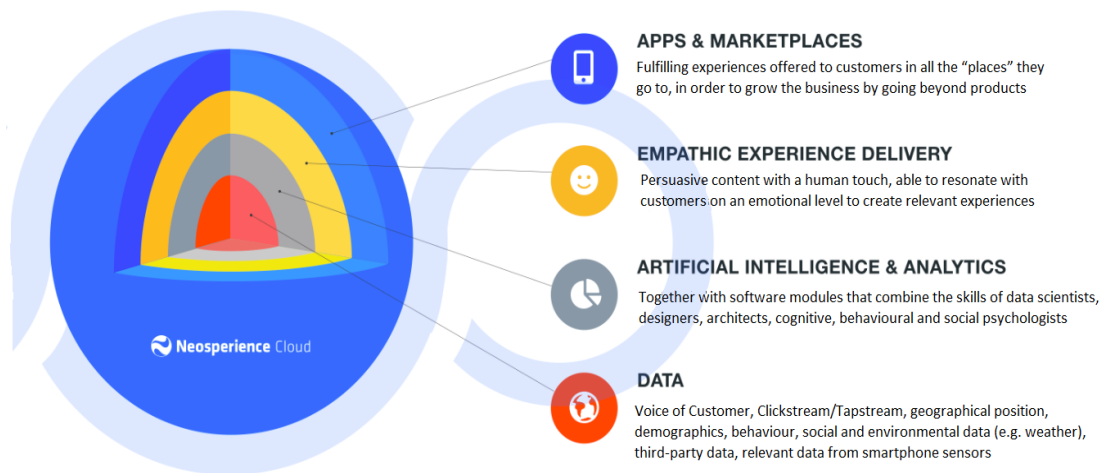 APPS & MARKETPLACES
Fulfilling experiences offered to customers in all the “places” they
go to, in order to grow the business by going beyond products
EMPATHIC EXPERIENCE DELIVERY
Persuasive content with a human touch, able to resonate with
customers on an emotional level to create relevant experiences
ARTIFICIAL INTELLIGENCE & ANALYTICS
Together with software modules that combine the skills of data scientists,
designers, architects, cognitive, behavioural and social psychologists
Neosperience Cloud
DATA
Voice of Customer, Clickstream/Tapstream, geographical position,
demographics, behaviour, social and environmental data (e.g. weather),
third-party data, relevant data from smartphone sensors